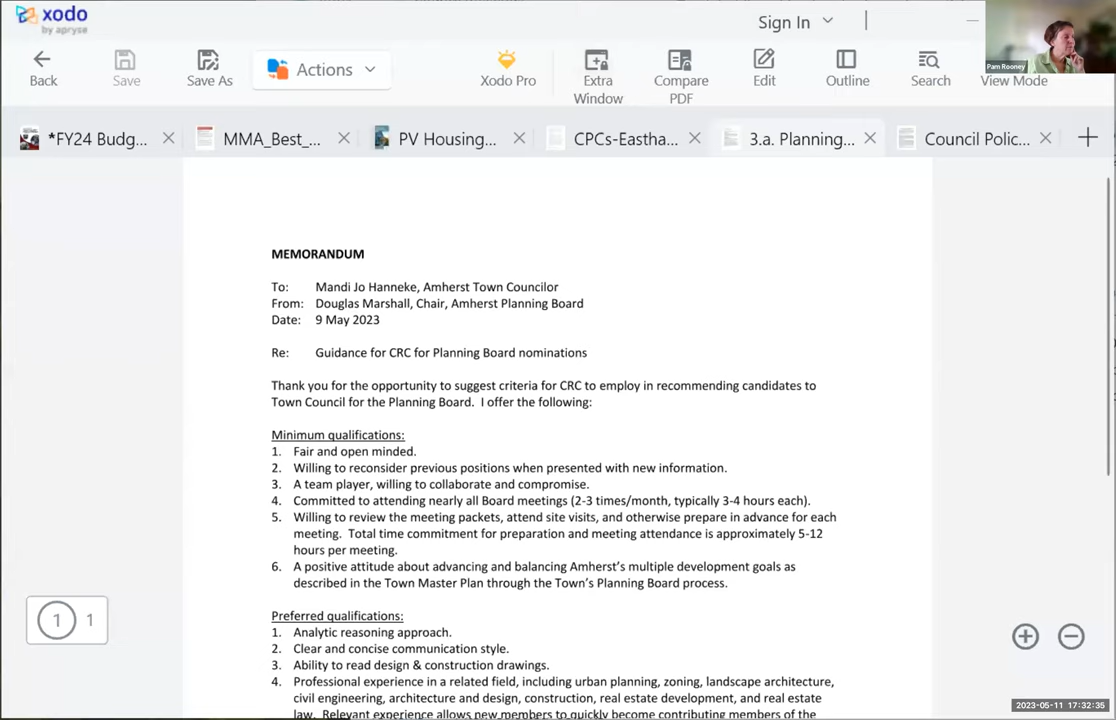 xodo
by apryse
Sign In
Back
Save
Save As
Actions
Xodo Pro
Extra
Window
Compare
PDF
Edit
Outline
Search
View Mode
Pam Rooney
*FY24 Budg...
MMA_Best_...
PV Housing...
CPCs-Eastha...
3.a. Planning...
Council Polic...
MEMORANDUM
To: Mandi Jo Hanneke, Amherst Town Councilor
From: Douglas Marshall, Chair, Amherst Planning Board
Date: 9 May 2023
Re: Guidance for CRC for Planning Board nominations
Thank you for the opportunity to suggest criteria for CRC to employ in recommending candidates to
Town Council for the Planning Board. I offer the following:
Minimum qualifications:
1. Fair and open minded.
2. Willing to reconsider previous positions when presented with new information.
3. A team player, willing to collaborate and compromise.
4. Committed to attending nearly all Board meetings (2-3 times/month, typically 3-4 hours each).
5. Willing to review the meeting packets, attend site visits, and otherwise prepare in advance for each
meeting. Total time commitment for preparation and meeting attendance is approximately 5-12
hours per meeting.
6. A positive attitude about advancing and balancing Amherst's multiple development goals as
described in the Town Master Plan through the Town's Planning Board process.
Preferred qualifications:
1. Analytic reasoning approach.
2. Clear and concise communication style.
3. Ability to read design & construction drawings.
4. Professional experience in a related field, including urban planning, zoning, landscape architecture,
civil engineering, architecture and design, construction, real estate development, and real estate
law. Relevant experience allows new members to quickly become contributing members of the
1 1
2023-05-11 17:32:35